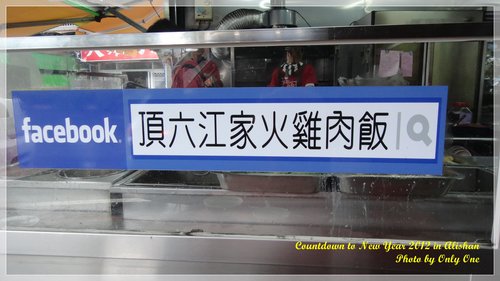 facebook 頂六江家火雞肉飯
Countdown to New Year 2012 in Alishan
Photo by Only One